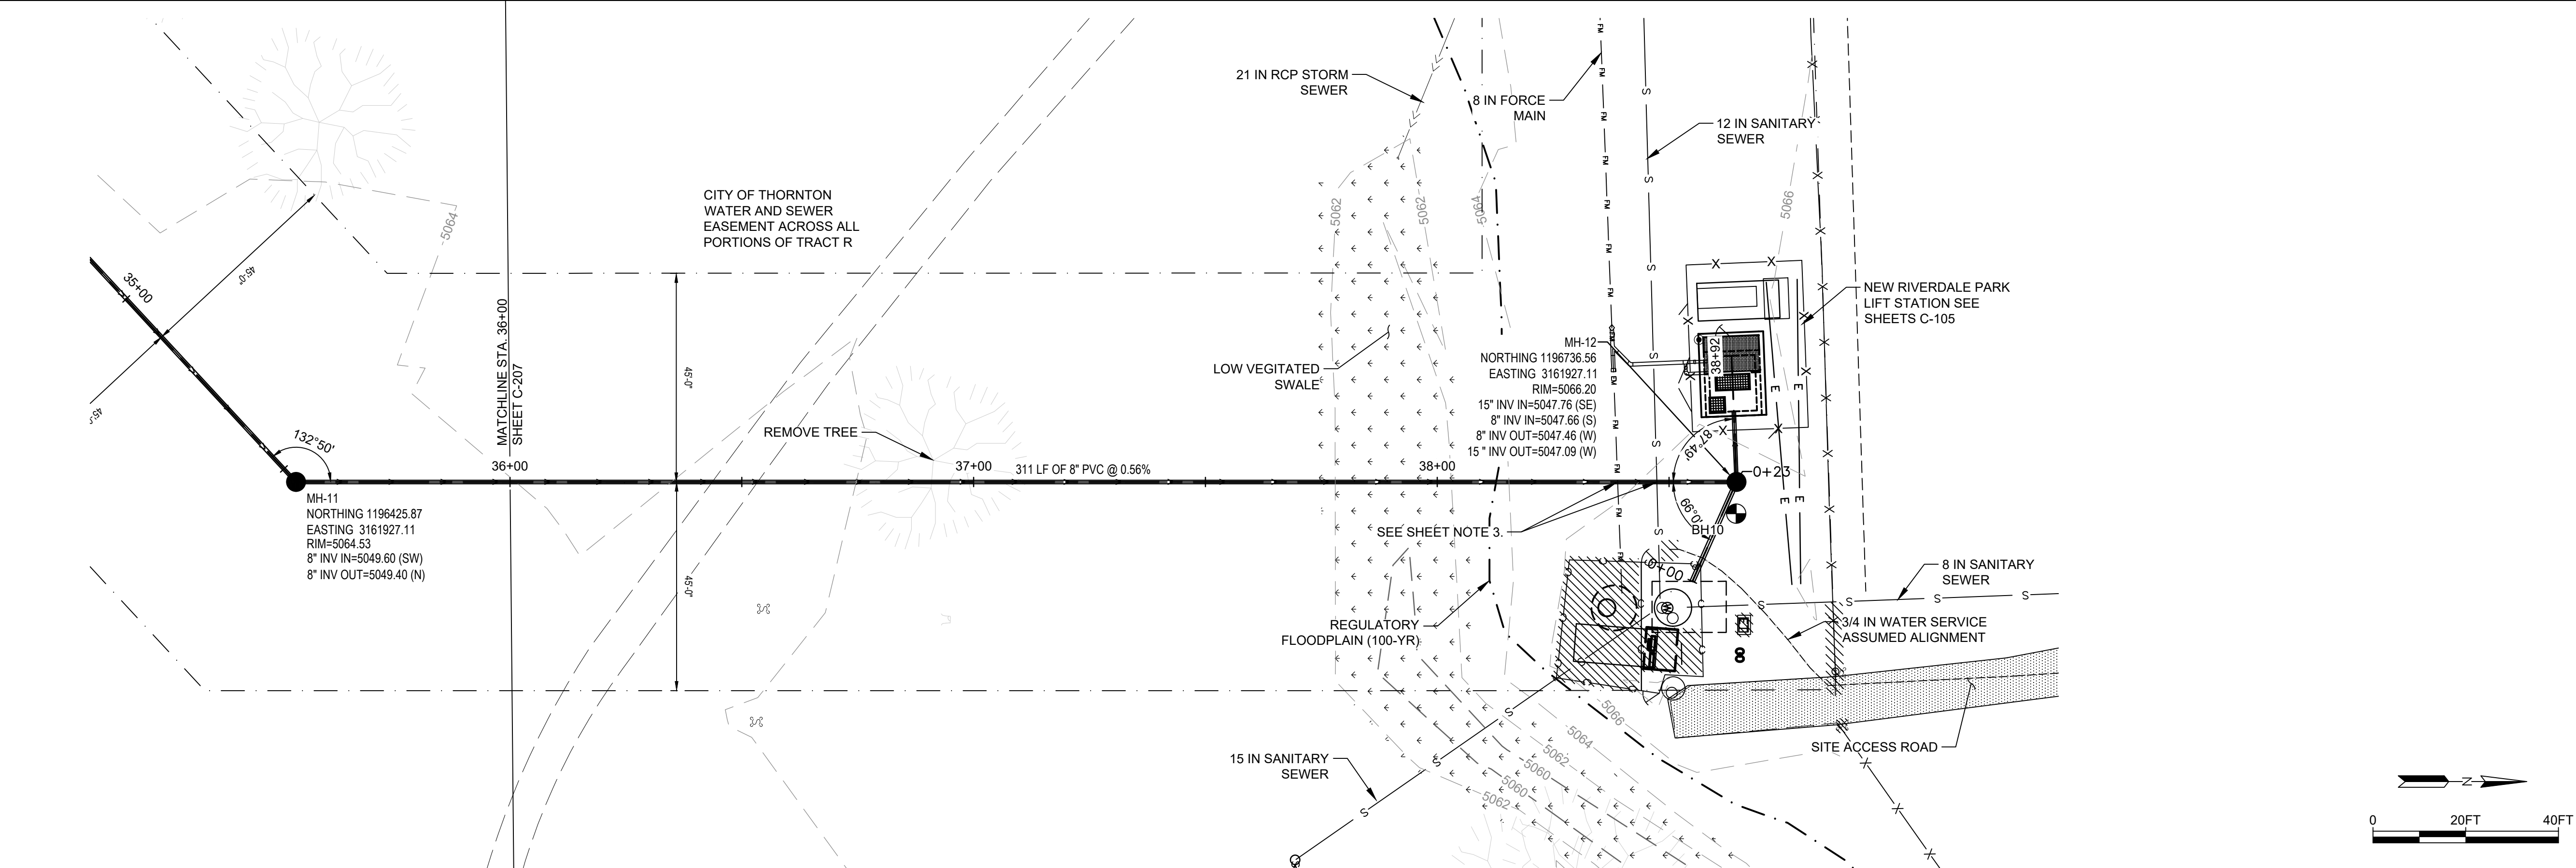 21 IN RCP STORM
SEWER
8 IN FORCE
MAIN
12 IN SANITARY
SEWER
CITY OF THORNTON
WATER AND SEWER
EASEMENT ACROSS ALL
PORTIONS OF TRACT R
5064
5062
5062
5064
5066
35+00
45'-0"
45'-0"
MATCHLINE STA. 36+00
SHEET C-207
45'-0"
45'-0"
NEW RIVERDALE PARK
LIFT STATION SEE
SHEETS C-105
LOW VEGITATED
SWALE
MH-12
NORTHING 1196736.56
EASTING 3161927.11
RIM=5066.20
15" INV IN=5047.76 (SE)
8" INV IN=5047.66 (S)
8" INV OUT=5047.46 (W)
15 " INV OUT=5047.09 (W)
38+92
REMOVE TREE
132°50'
36+00
37+00
311 LF OF 8" PVC @ 0.56%
38+00
87°49'
0+23
66°0'
BH10
MH-11
NORTHING 1196425.87
EASTING 3161927.11
RIM=5064.53
8" INV IN=5049.60 (SW)
8" INV OUT=5049.40 (N)
SEE SHEET NOTE 3.
0+00
8 IN SANITARY
SEWER
REGULATORY
FLOODPLAIN (100-YR)
3/4 IN WATER SERVICE
ASSUMED ALIGNMENT
5066
5064
5062
5060
5060
5062
SITE ACCESS ROAD
15 IN SANITARY
SEWER
N
0 20FT 40FT